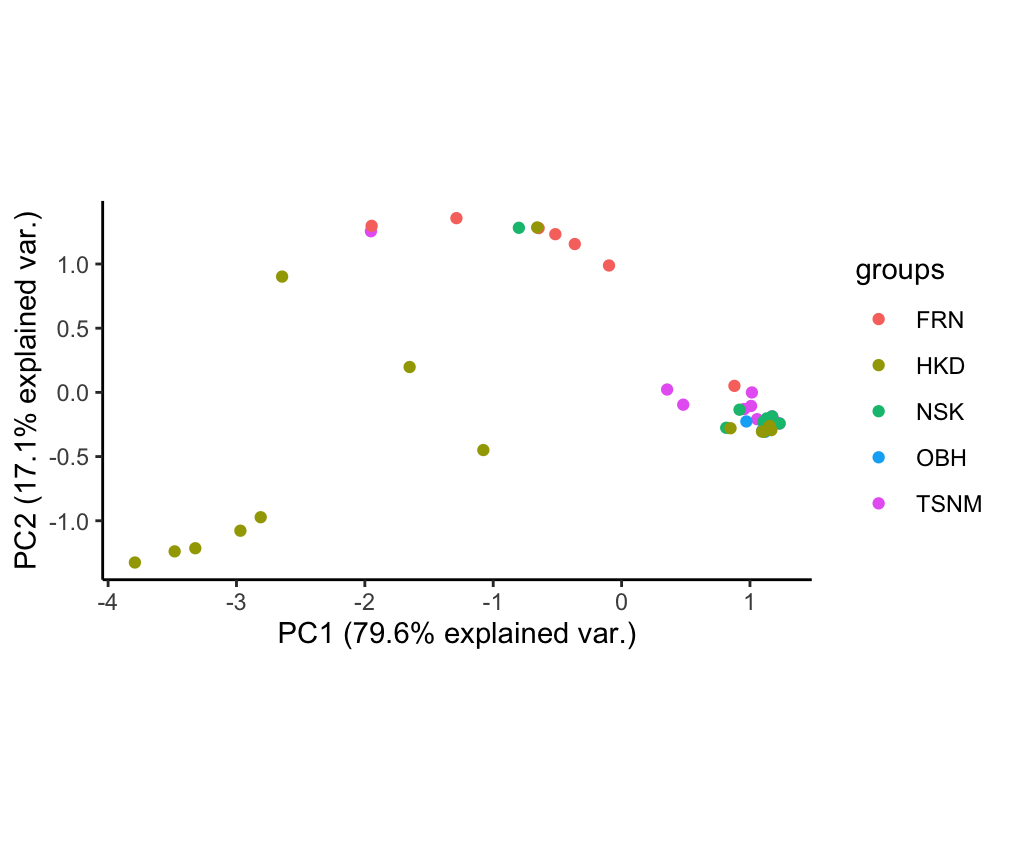 PC2 (17.1% explained var.)
1.0
0.5
0.0
-0.5
-1.0
-4 -3 -2 -1 0 1
PC1 (79.6% explained var.)
groups
FRN
HKD
NSK
OBH
TSNM